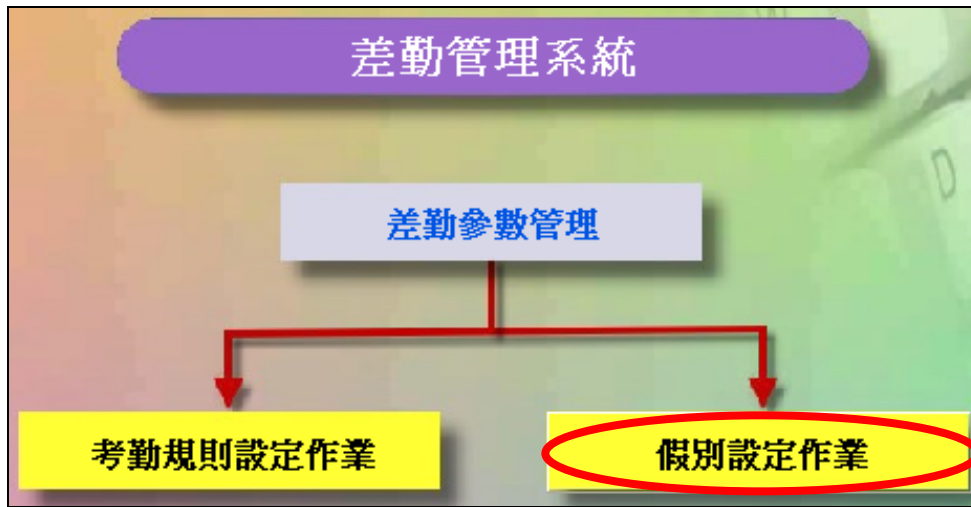 差勤管理系統
差勤參數管理
考勤規則設定作業
假別設定作業
D